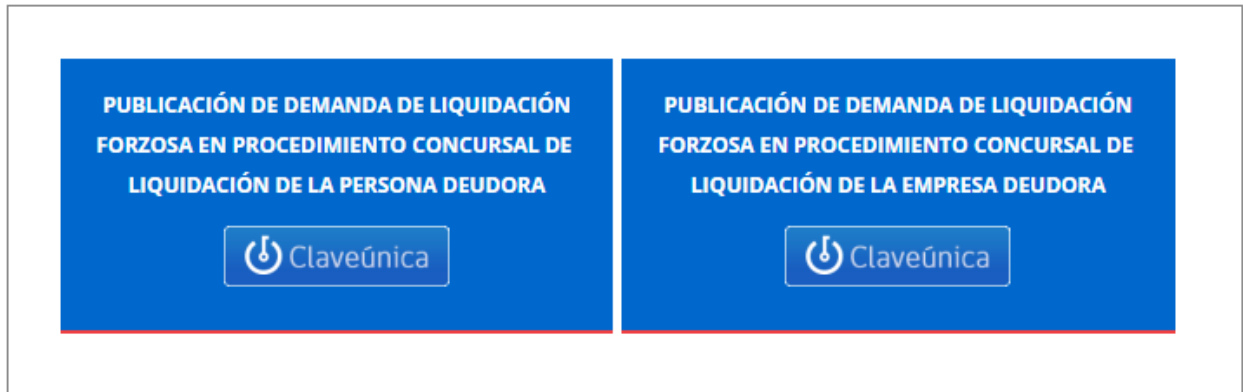 PUBLICACIÓN DE DEMANDA DE LIQUIDACIÓN
FORZOSA EN PROCEDIMIENTO CONCURSAL DE
LIQUIDACIÓN DE LA PERSONA DEUDORA
Claveúnica
PUBLICACIÓN DE DEMANDA DE LIQUIDACIÓN
FORZOSA EN PROCEDIMIENTO CONCURSAL DE
LIQUIDACIÓN DE LA EMPRESA DEUDORA
Claveúnica